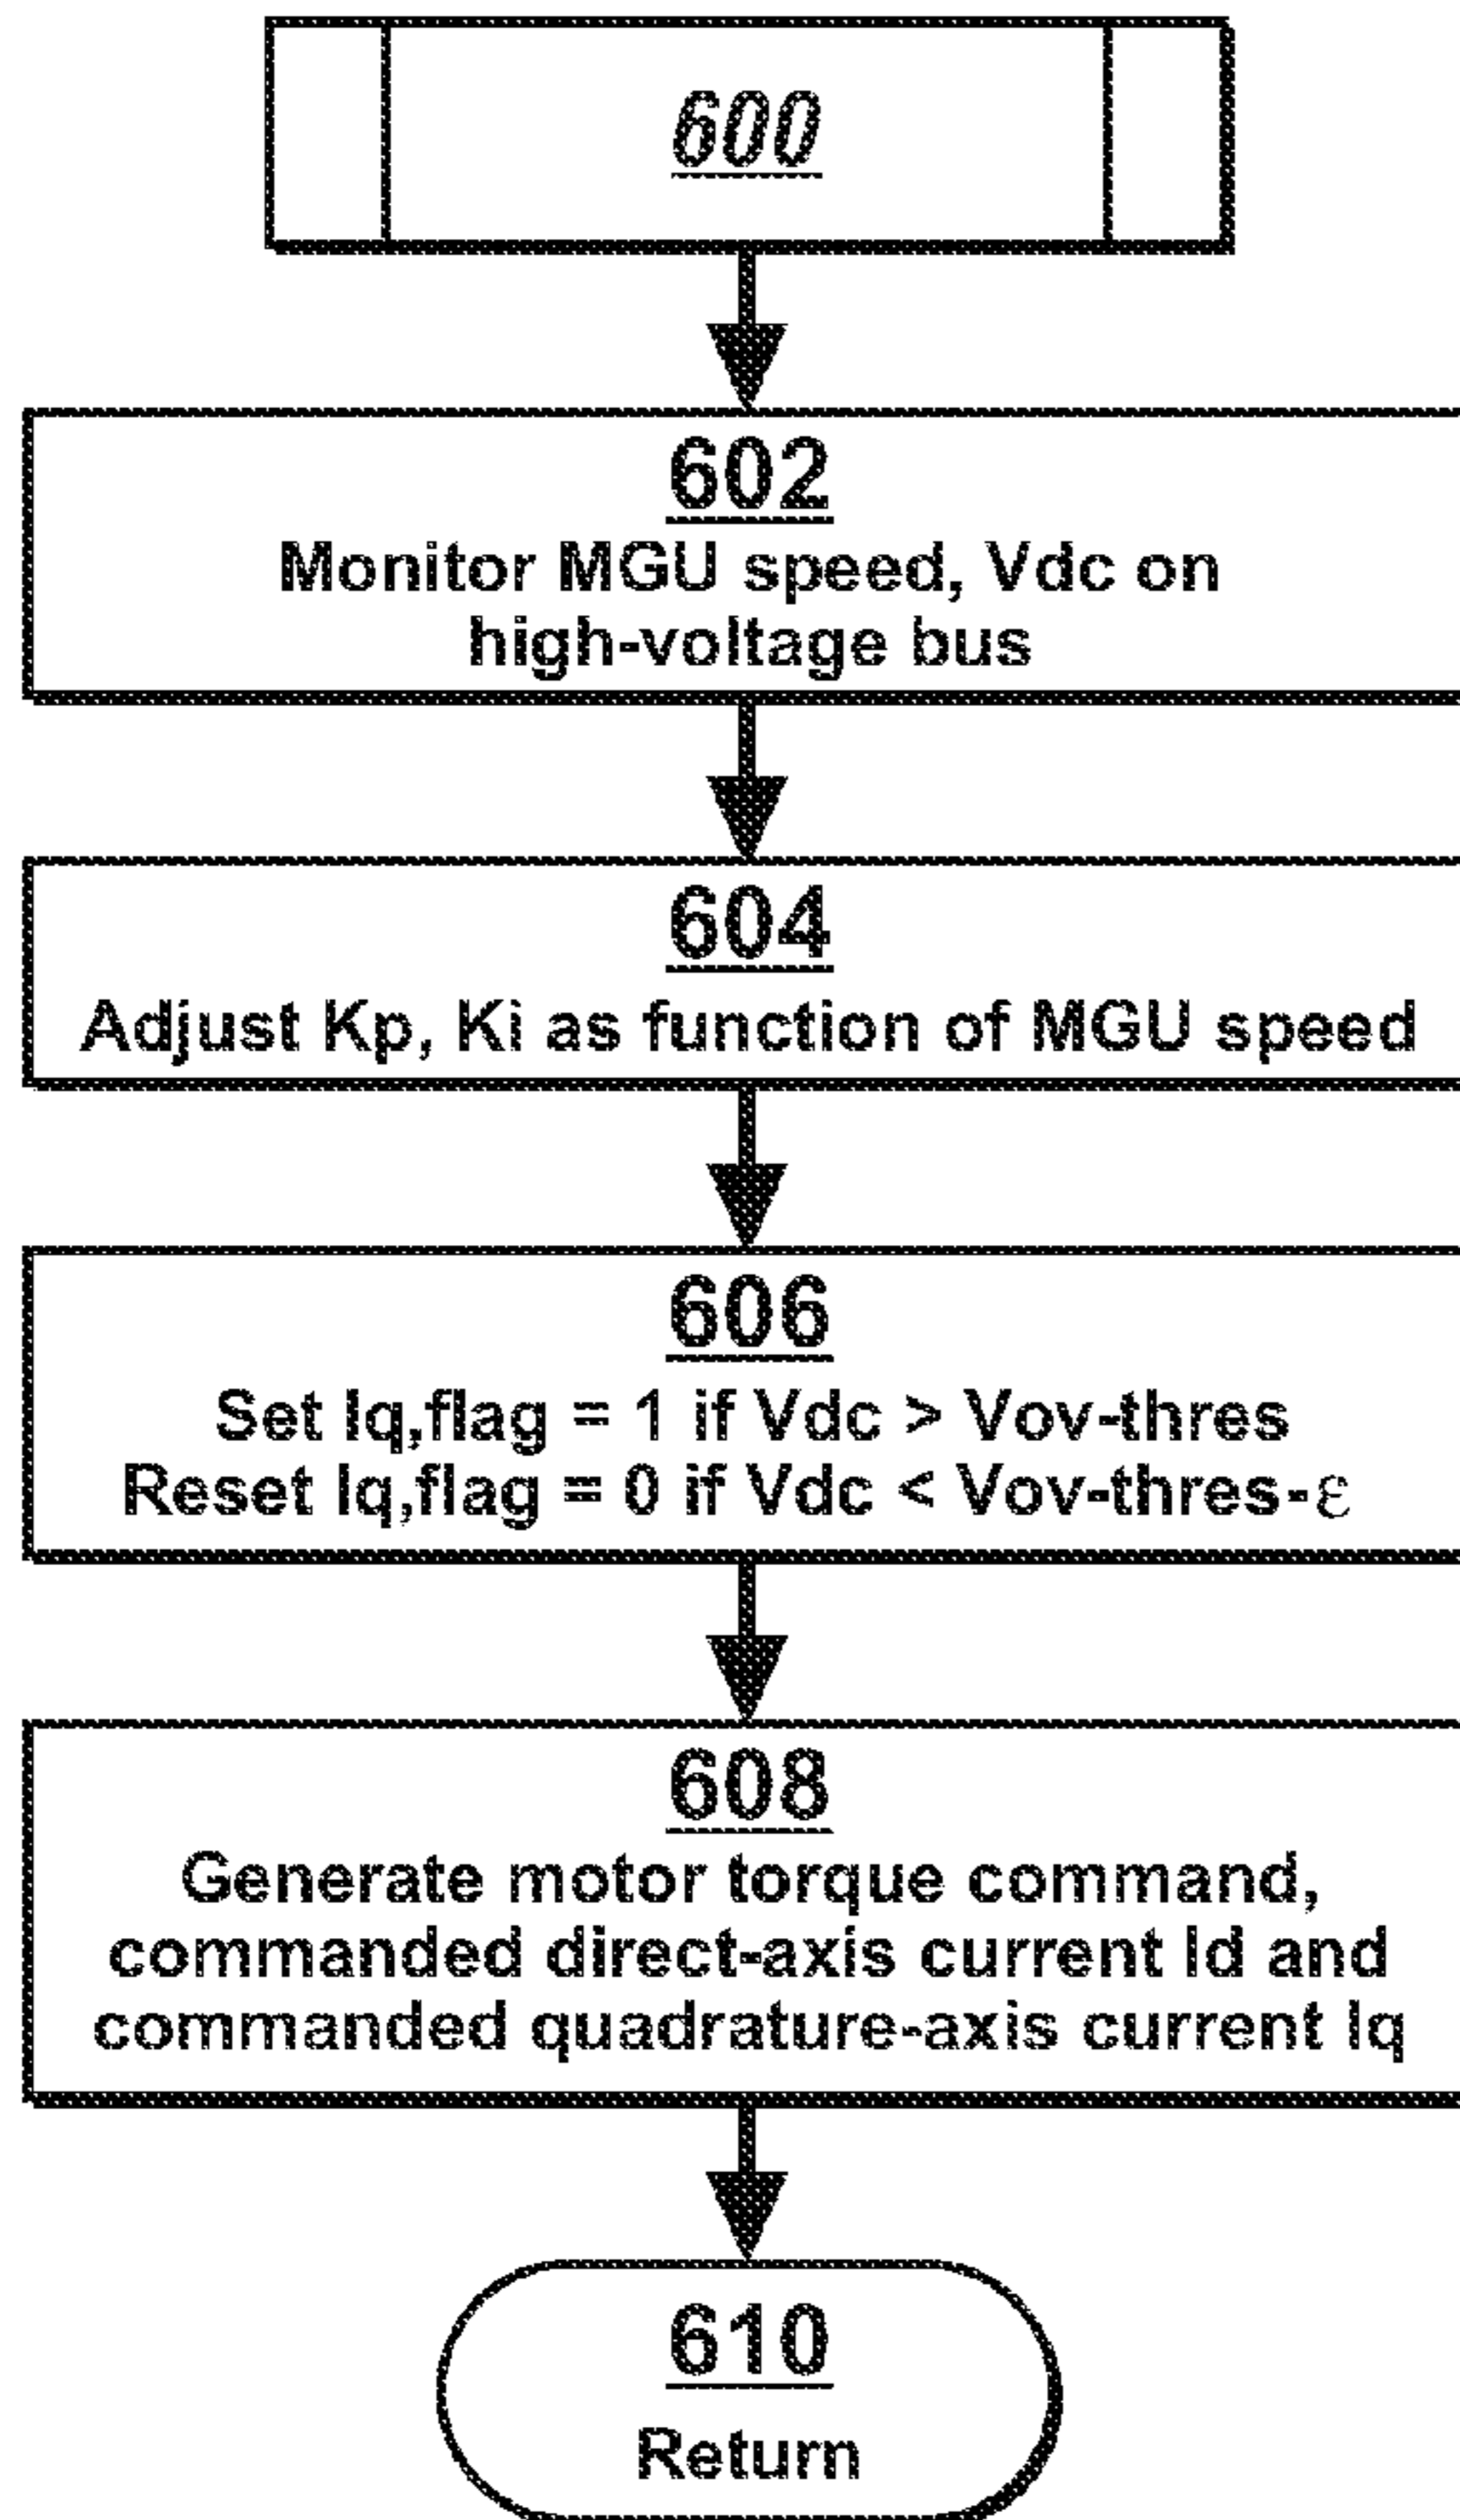 600
602
Monitor MGU speed, Vdc on
high-voltage bus
604
Adjust Kp, Ki as function of MGU speed
606
Set Iq,flag = 1 if Vdc > Vov-thres
Reset Iq,flag = 0 if Vdc < Vov-thres-ε
608
Generate motor torque command,
commanded direct-axis current Id and
commanded quadrature-axis current Iq
610
Return